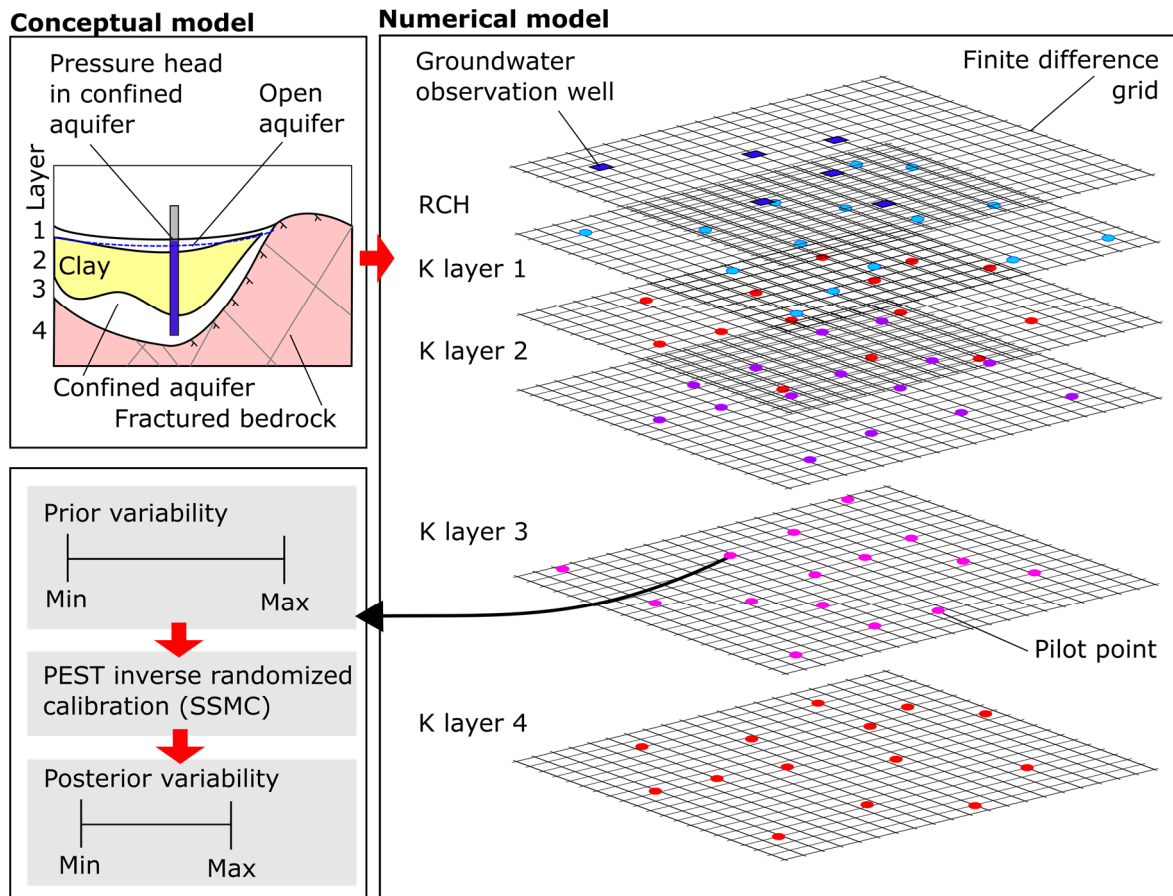 Conceptual model
Pressure head
in confined
aquifer
Open
aquifer
Layer
1
2
3
4
Clay
Confined aquifer
Fractured bedrock
Prior variability
Min
Max
PEST inverse randomized
calibration (SSMC)
Posterior variability
Min
Max
Numerical model
Groundwater
observation well
Finite difference
grid
RCH
K layer 1
K layer 2
K layer 3
Pilot point
K layer 4